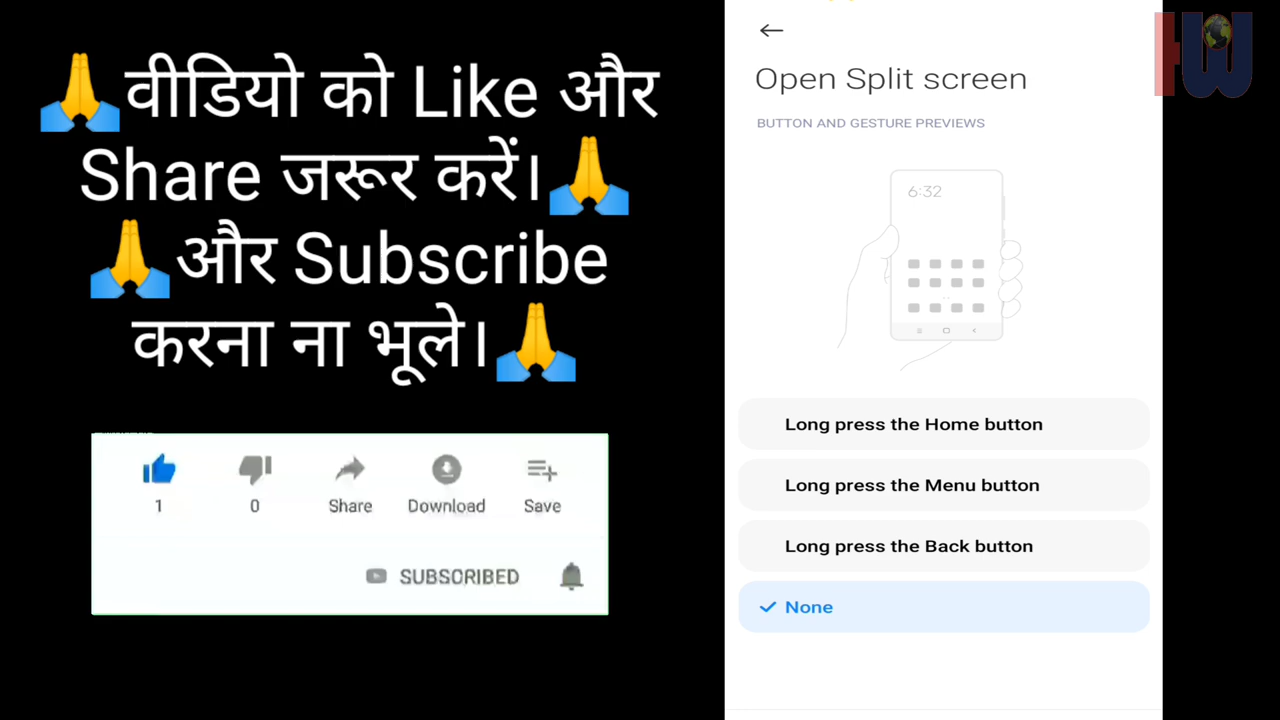 🙏वीडियो को Like और
Share जरूर करें।🙏
🙏और Subscribe
करना ना भूले।🙏
1
0
Share
Download
Save
SUBSCRIBED
Open Split screen
BUTTON AND GESTURE PREVIEWS
6:32
Long press the Home button
Long press the Menu button
Long press the Back button
None